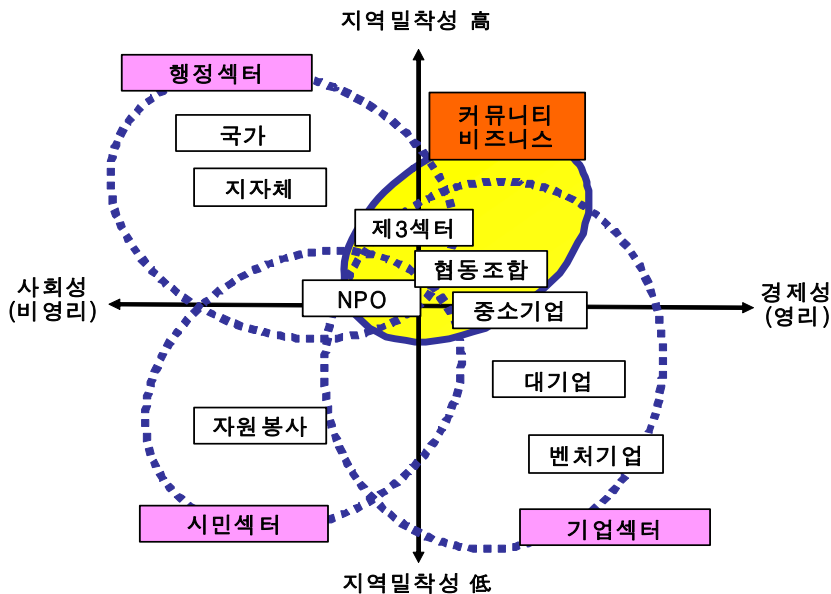 지역밀착성 高
행정섹터
커뮤니티
비즈니스
국가
지자체
제3섹터
협동조합
사회성
(비영리)
NPO
중소기업
경제성
(영리)
대기업
자원봉사
벤처기업
시민섹터
기업섹터
지역밀착성 低